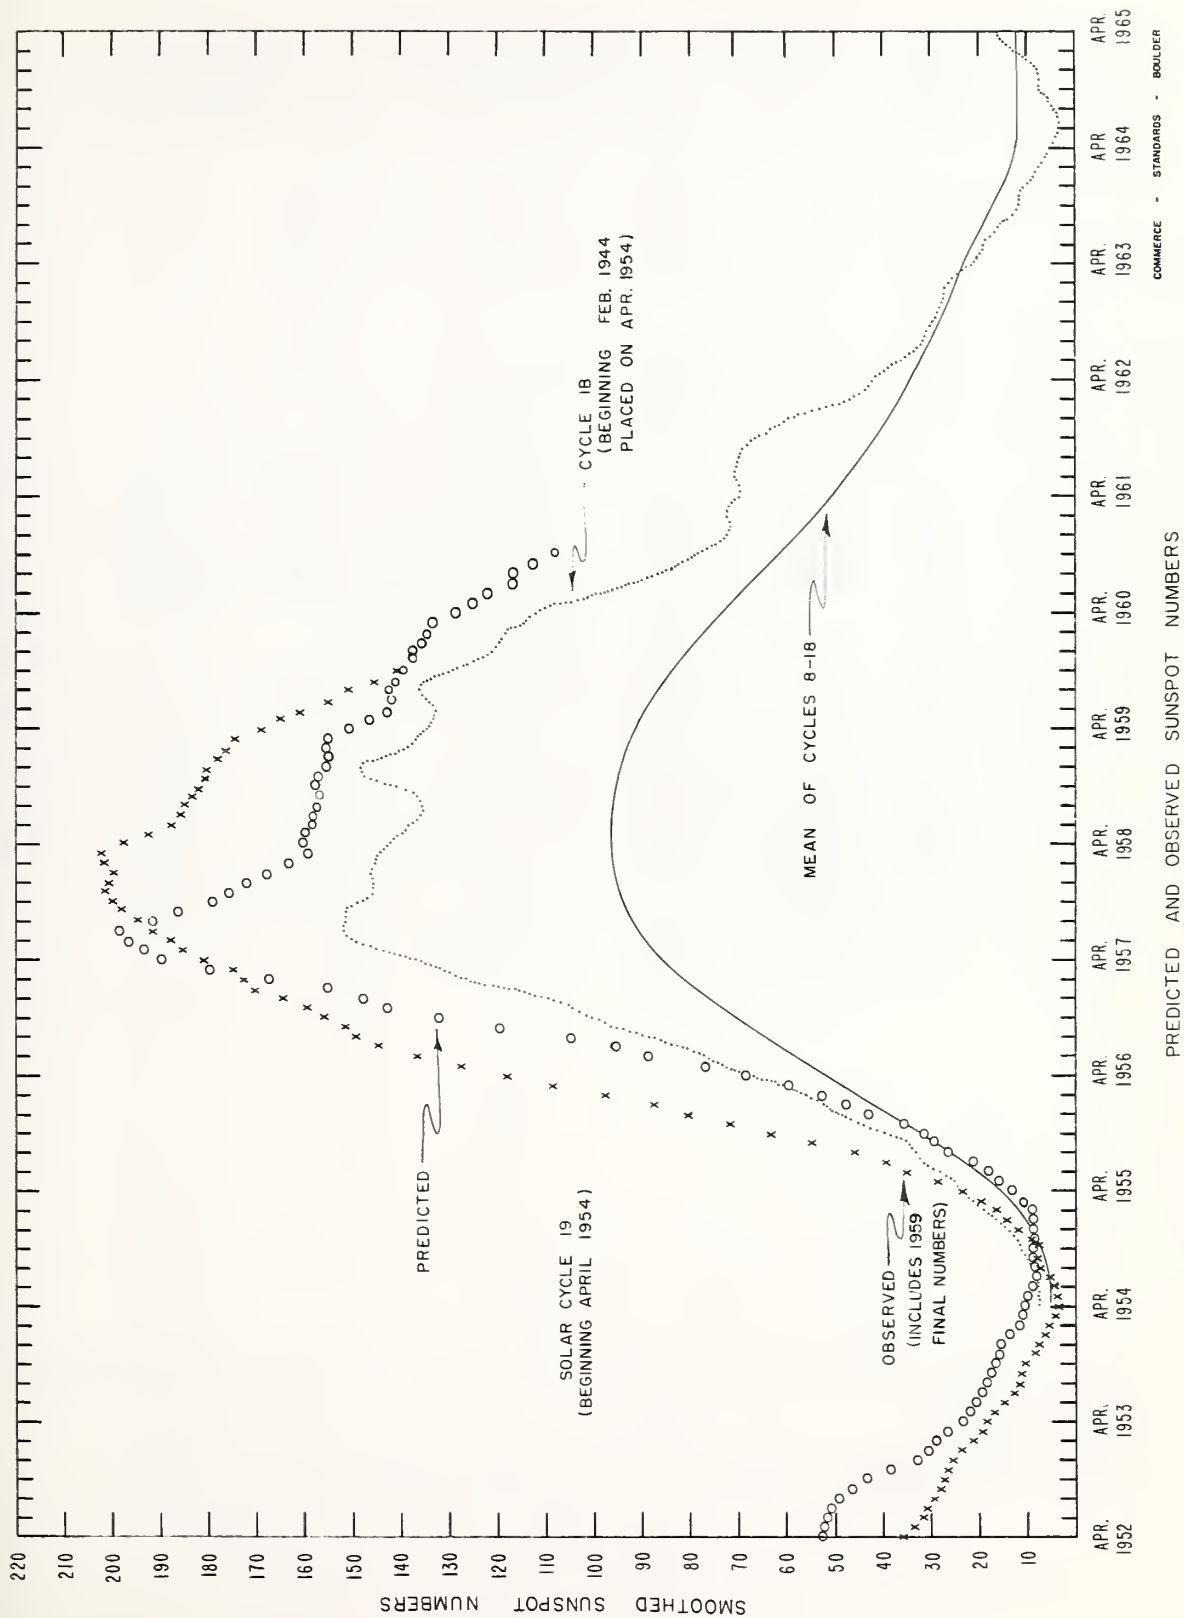 SMOOTHED SUNSPOT NUMBERS
220
210
200
190
180
170
160
150
140
130
120
110
100
90
80
70
60
50
40
30
20
10
PREDICTED
SOLAR CYCLE 19
(BEGINNING APRIL 1954)
OBSERVED
(INCLUDES 1959
FINAL NUMBERS)
CYCLE 18
(BEGINNING FEB. 1944
PLACED ON APR. 1954)
MEAN OF CYCLES 8-18
APR. 1952
APR. 1953
APR. 1954
APR. 1955
APR. 1956
APR. 1957
APR. 1958
APR. 1959
APR. 1960
APR. 1961
APR. 1962
APR. 1963
APR 1964
APR. 1965
COMMERCE - STANDARDS - BOULDER
PREDICTED AND OBSERVED SUNSPOT NUMBERS